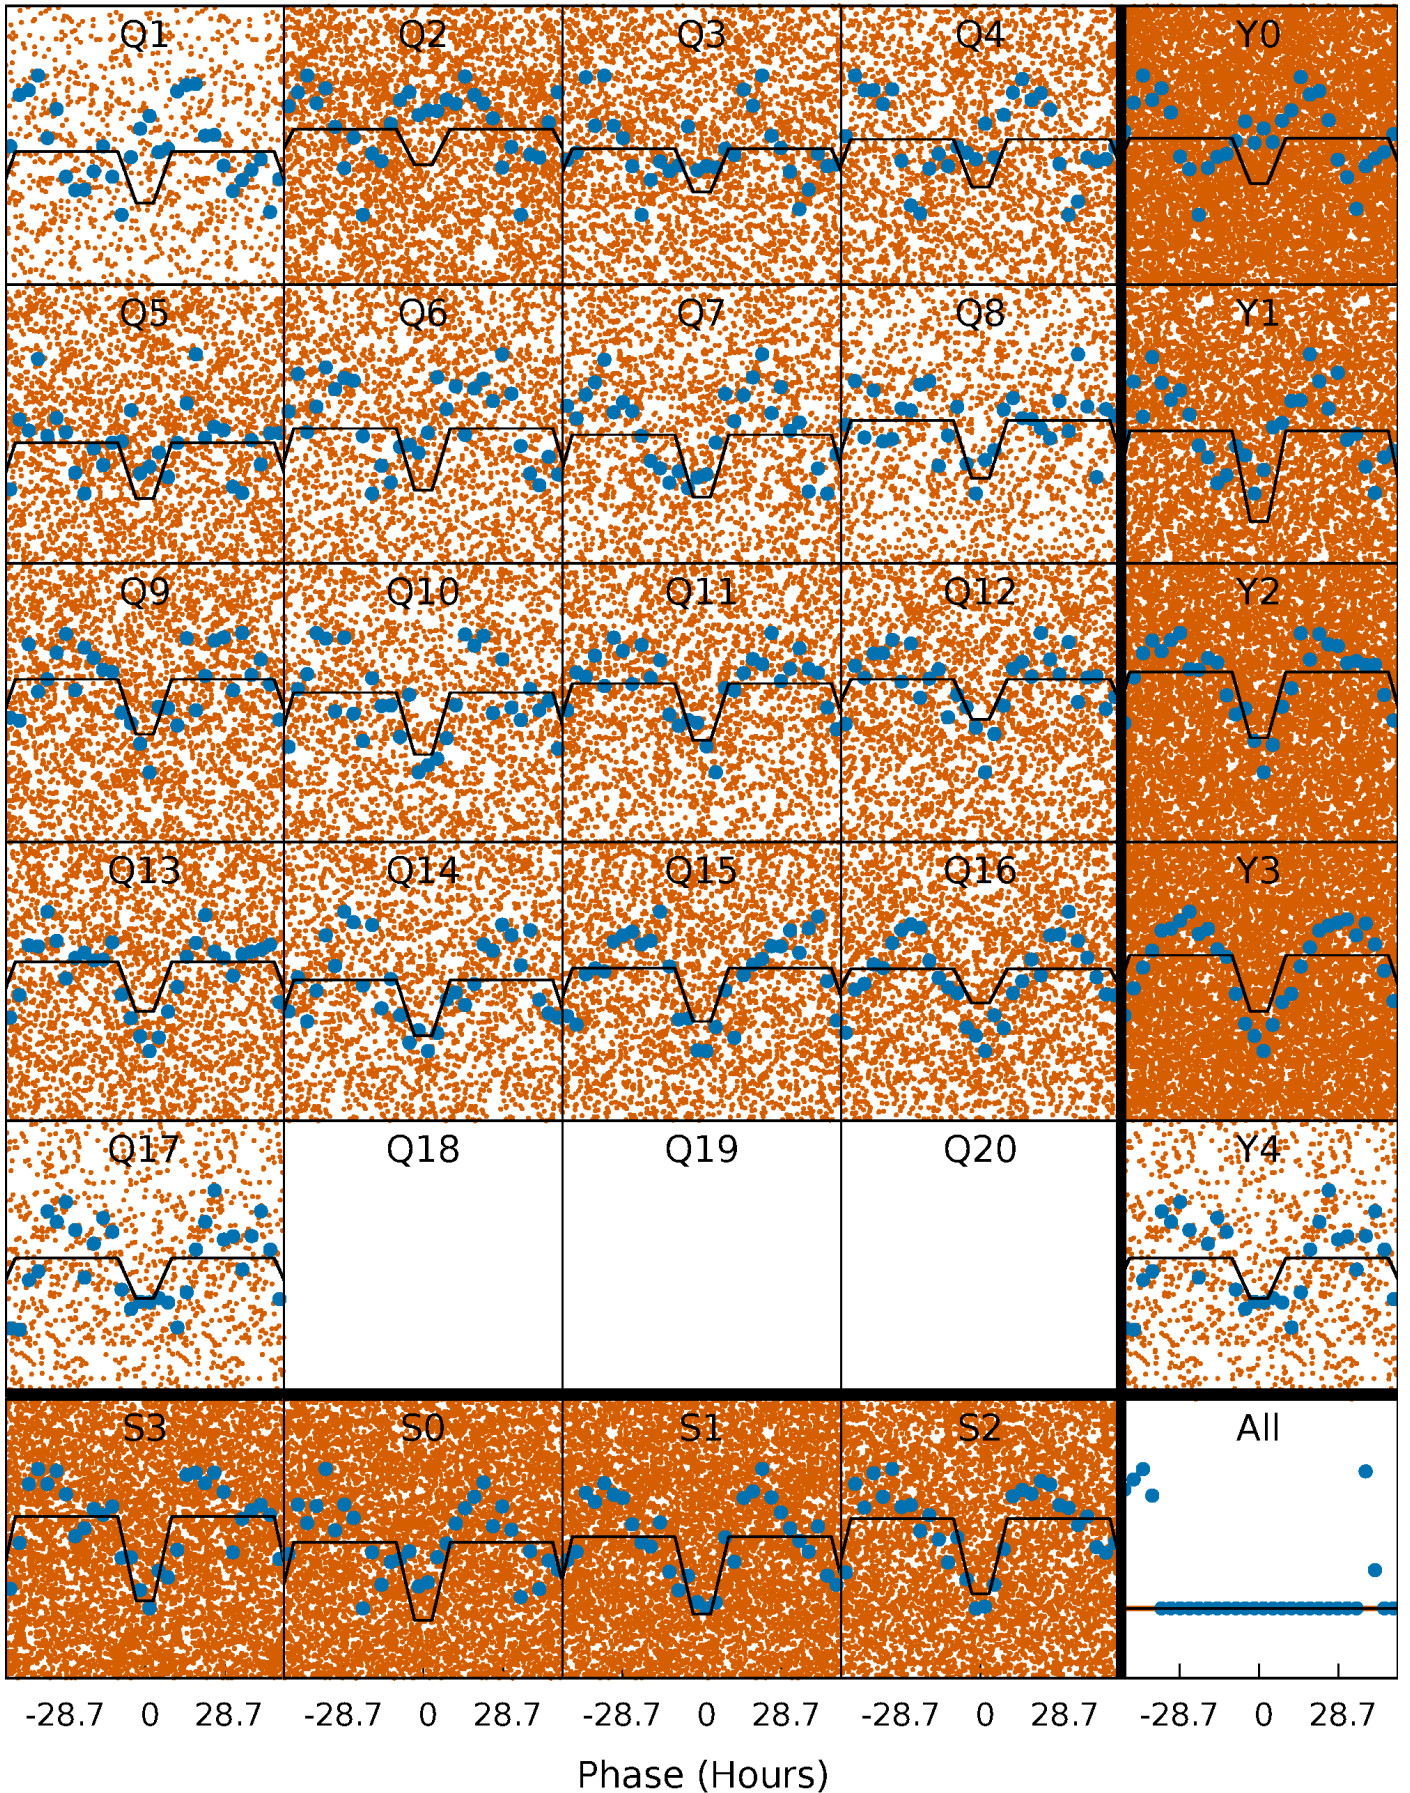 Q1 Q2 Q3 Q4 Y0
Q5 Q6 Q7 Q8 Y1
Q9 Q10 Q11 Q12 Y2
Q13 Q14 Q15 Q16 Y3
Q17 Q18 Q19 Q20 Y4
S3 S0 S1 S2 All
-28.7 0 28.7 -28.7 0 28.7 -28.7 0 28.7 -28.7 0 28.7 -28.7 0 28.7
Phase (Hours)